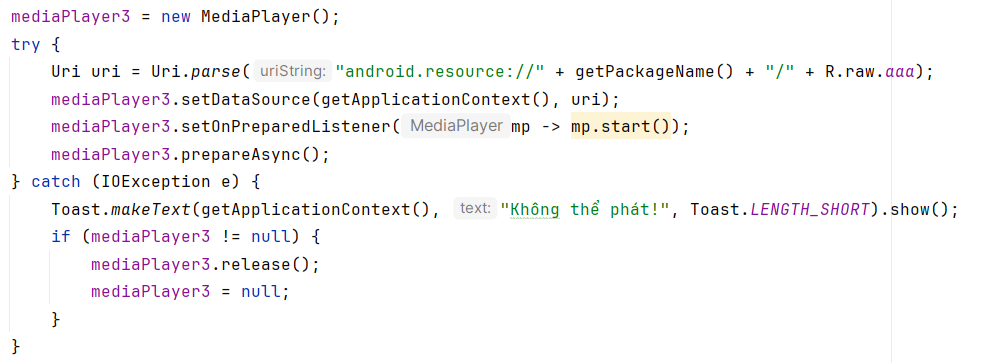 mediaPlayer3 = new MediaPlayer();
try {
    Uri uri = Uri.parse( uriString: "android.resource://" + getPackageName() + "/" + R.raw.aaa);
    mediaPlayer3.setDataSource(getApplicationContext(), uri);
    mediaPlayer3.setOnPreparedListener( MediaPlayer mp -> mp.start());
    mediaPlayer3.prepareAsync();
} catch (IOException e) {
    Toast.makeText(getApplicationContext(), text: "Không thể phát!", Toast.LENGTH_SHORT).show();
    if (mediaPlayer3 != null) {
        mediaPlayer3.release();
        mediaPlayer3 = null;
    }
}